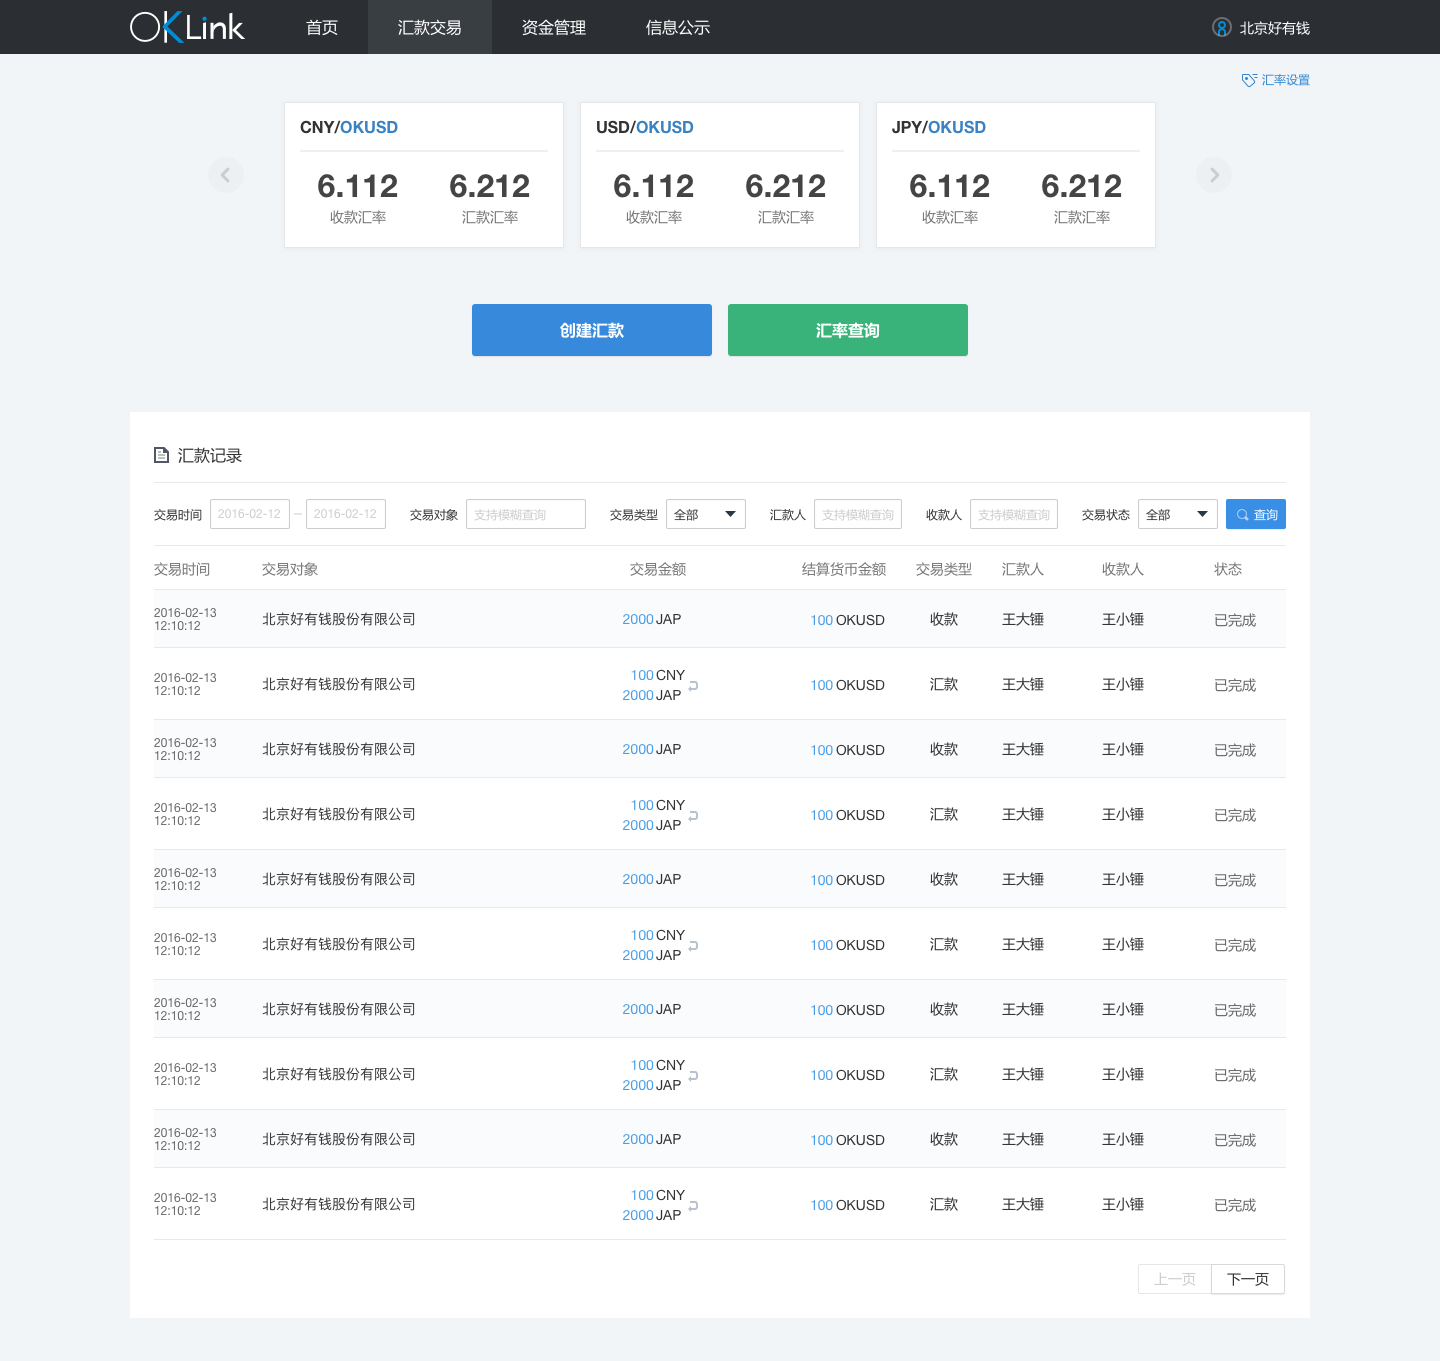 OKLink 首页 汇款交易 资金管理 信息公示 北京好有钱
汇率设置
CNY/OKUSD USD/OKUSD JPY/OKUSD
6.112 6.212 6.112 6.212 6.112 6.212
收款汇率 汇款汇率 收款汇率 汇款汇率 收款汇率 汇款汇率
创建汇款 汇率查询
汇款记录
交易时间 2016-02-12 – 2016-02-12 交易对象 支持模糊查询 交易类型 全部 汇款人 支持模糊查询 收款人 支持模糊查询 交易状态 全部 查询
交易时间 交易对象 交易金额 结算货币金额 交易类型 汇款人 收款人 状态
2016-02-13
12:10:12 北京好有钱股份有限公司 2000 JAP 100 OKUSD 收款 王大锤 王小锤 已完成
2016-02-13
12:10:12 北京好有钱股份有限公司 100 CNY
2000 JAP 100 OKUSD 汇款 王大锤 王小锤 已完成
2016-02-13
12:10:12 北京好有钱股份有限公司 2000 JAP 100 OKUSD 收款 王大锤 王小锤 已完成
2016-02-13
12:10:12 北京好有钱股份有限公司 100 CNY
2000 JAP 100 OKUSD 汇款 王大锤 王小锤 已完成
2016-02-13
12:10:12 北京好有钱股份有限公司 2000 JAP 100 OKUSD 收款 王大锤 王小锤 已完成
2016-02-13
12:10:12 北京好有钱股份有限公司 100 CNY
2000 JAP 100 OKUSD 汇款 王大锤 王小锤 已完成
2016-02-13
12:10:12 北京好有钱股份有限公司 2000 JAP 100 OKUSD 收款 王大锤 王小锤 已完成
2016-02-13
12:10:12 北京好有钱股份有限公司 100 CNY
2000 JAP 100 OKUSD 汇款 王大锤 王小锤 已完成
2016-02-13
12:10:12 北京好有钱股份有限公司 2000 JAP 100 OKUSD 收款 王大锤 王小锤 已完成
2016-02-13
12:10:12 北京好有钱股份有限公司 100 CNY
2000 JAP 100 OKUSD 汇款 王大锤 王小锤 已完成
上一页 下一页